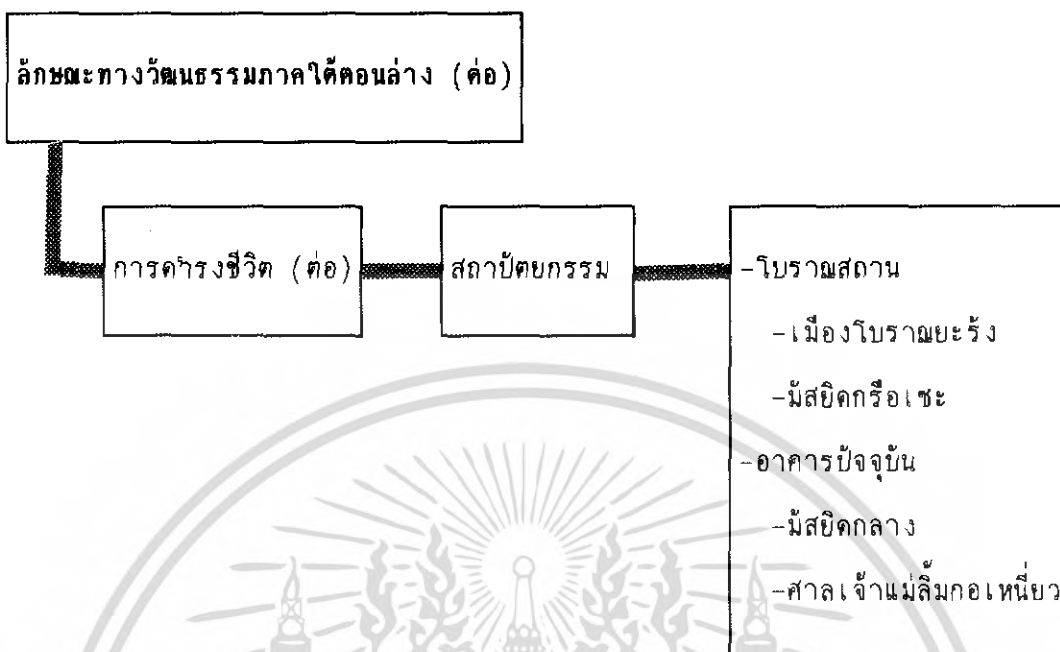 ลักษณะทางวัฒนธรรมภาคใต้ตอนล่าง (ต่อ)
การดำรงชีวิต (ต่อ)
สถาปัตยกรรม
-โบราณสถาน
-เมืองโบราณยะรัง
-มัสยิดกรือเซะ
-อาคารปัจจุบัน
-มัสยิดกลาง
-ศาลเจ้าแม่ลิ้มกอเหนี่ยว